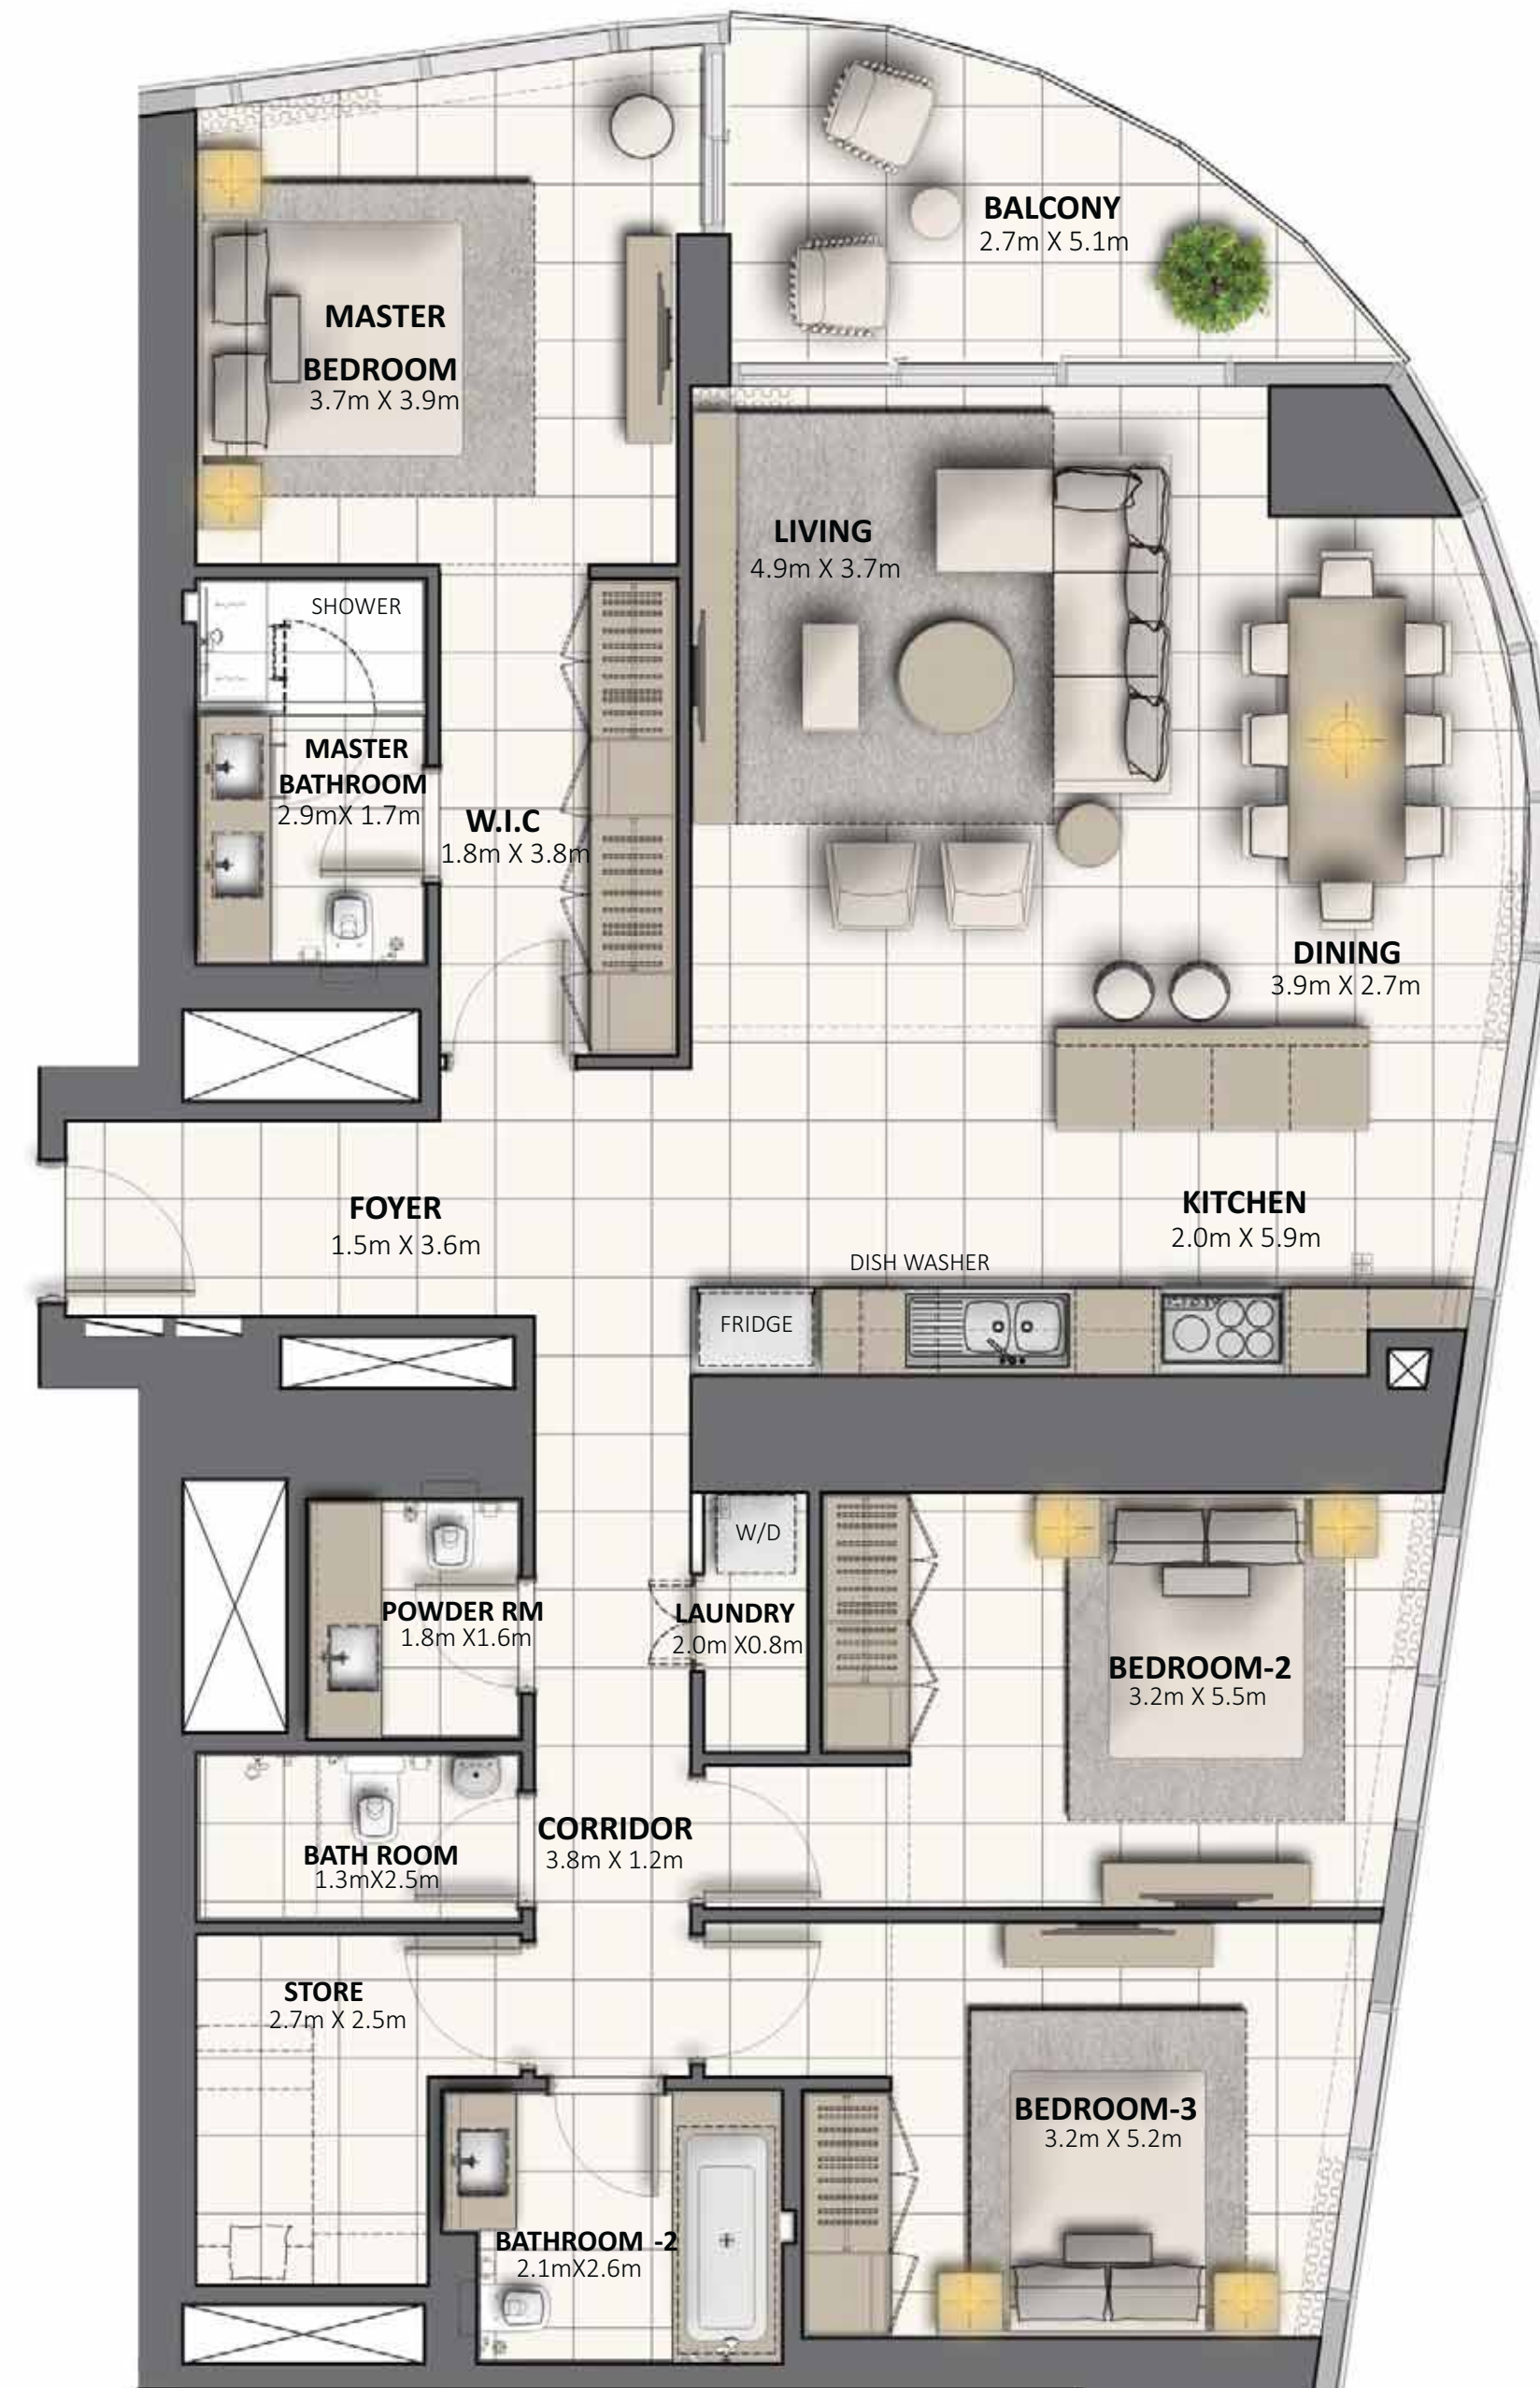 BALCONY
2.7m X 5.1m
MASTER
BEDROOM
3.7m X 3.9m
LIVING
4.9m X 3.7m
SHOWER
MASTER
BATHROOM
2.9mX 1.7m
W.I.C
1.8m X 3.8m
DINING
3.9m X 2.7m
FOYER
1.5m X 3.6m
KITCHEN
2.0m X 5.9m
DISH WASHER
FRIDGE
W/D
POWDER RM
1.8m X1.6m
LAUNDRY
2.0m X0.8m
BEDROOM-2
3.2m X 5.5m
CORRIDOR
3.8m X 1.2m
BATH ROOM
1.3mX2.5m
STORE
2.7m X 2.5m
BEDROOM-3
3.2m X 5.2m
BATHROOM -2
2.1mX2.6m